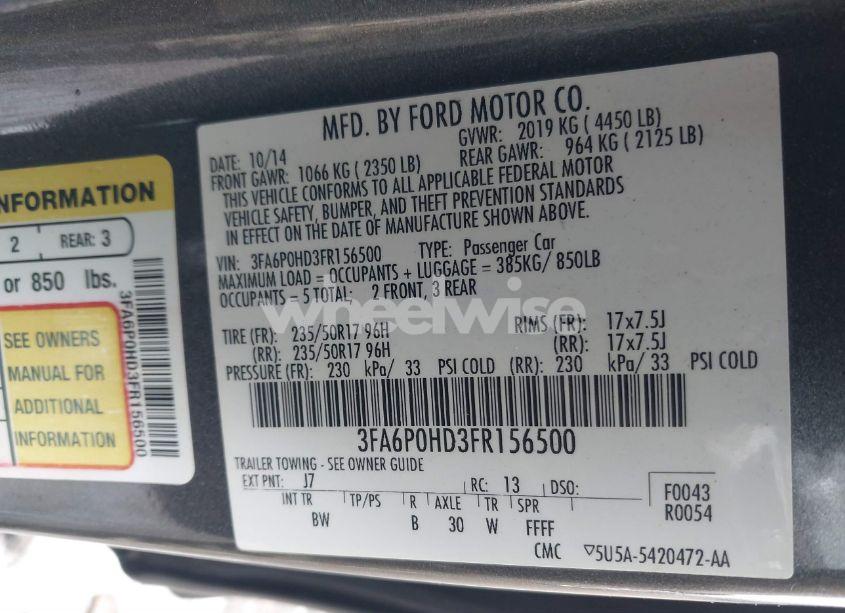 NFORMATION
2 REAR: 3
or 850 lbs.
SEE OWNERS
MANUAL FOR
ADDITIONAL
INFORMATION
3FA6P0HD3FR156500
MFD. BY FORD MOTOR CO.
DATE: 10/14 GVWR: 2019 KG ( 4450 LB)
FRONT GAWR: 1066 KG ( 2350 LB) REAR GAWR: 964 KG ( 2125 LB)
THIS VEHICLE CONFORMS TO ALL APPLICABLE FEDERAL MOTOR
VEHICLE SAFETY, BUMPER, AND THEFT PREVENTION STANDARDS
IN EFFECT ON THE DATE OF MANUFACTURE SHOWN ABOVE.
VIN: 3FA6P0HD3FR156500 TYPE: Passenger Car
MAXIMUM LOAD = OCCUPANTS + LUGGAGE = 385KG/ 850LB
OCCUPANTS = 5 TOTAL: 2 FRONT, 3 REAR
wheelwise
TIRE (FR): 235/50R17 96H RIMS (FR): 17x7.5J
(RR): 235/50R17 96H (RR): 17x7.5J
PRESSURE (FR): 230 kPa/ 33 PSI COLD (RR): 230 kPa/ 33 PSI COLD
3FA6P0HD3FR156500
TRAILER TOWING - SEE OWNER GUIDE
EXT PNT: J7 RC: 13 DSO: F0043
R0054
INT TR TP/PS R AXLE TR SPR
BW B 30 W FFFF
CMC ▽5U5A-5420472-AA